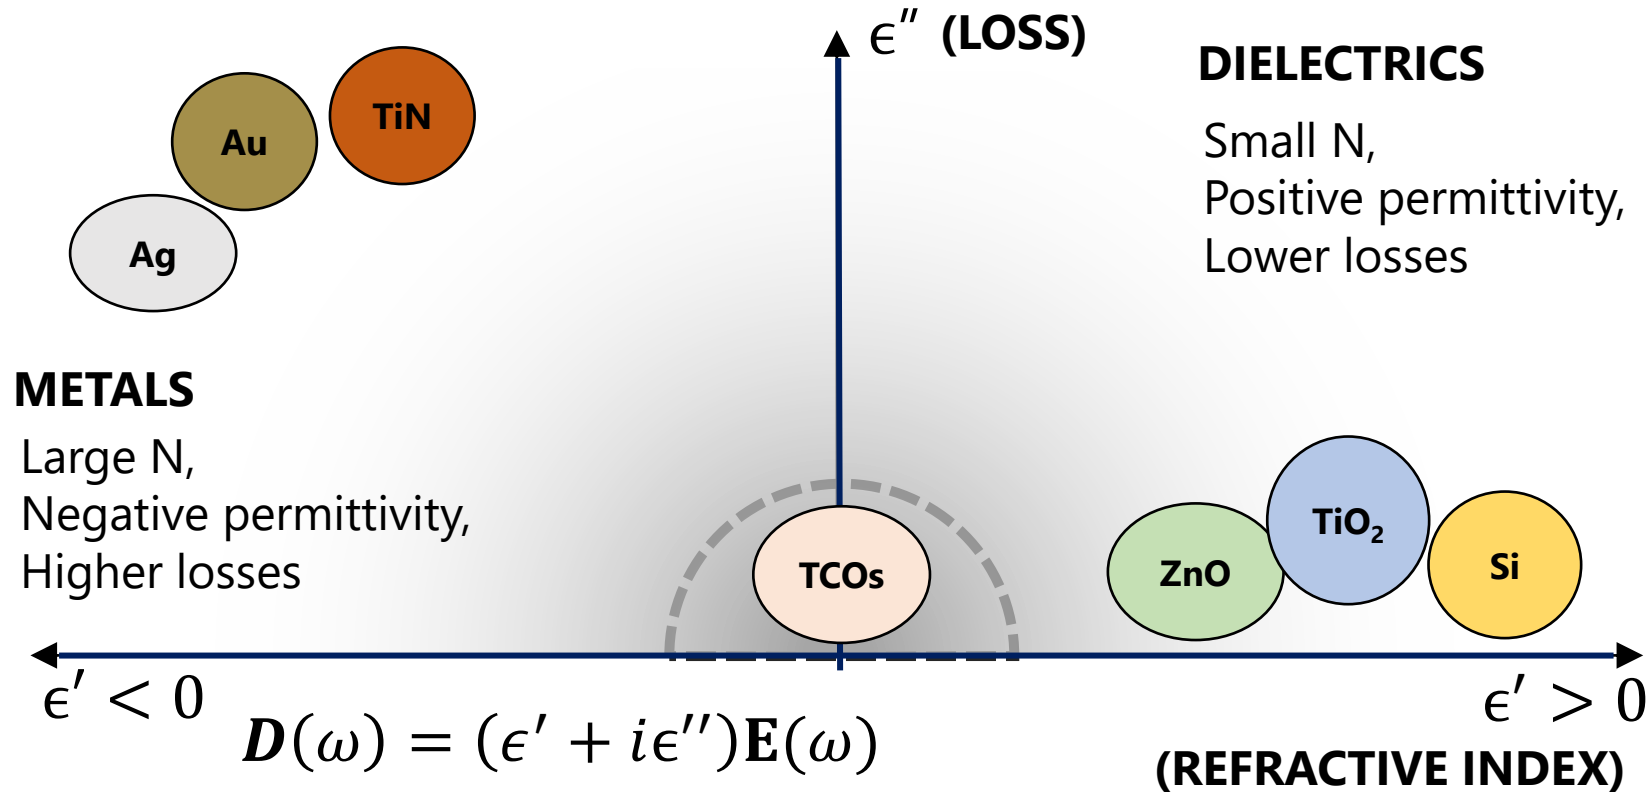 ϵ″ (LOSS)
DIELECTRICS
Small N,
Positive permittivity,
Lower losses
TiN
Au
Ag
METALS
Large N,
Negative permittivity,
Higher losses
TCOs
ZnO
TiO₂
Si
ϵ′ < 0
ϵ′ > 0
𝑫(ω) = (ϵ′ + iϵ′′)𝐄(ω)
(REFRACTIVE INDEX)